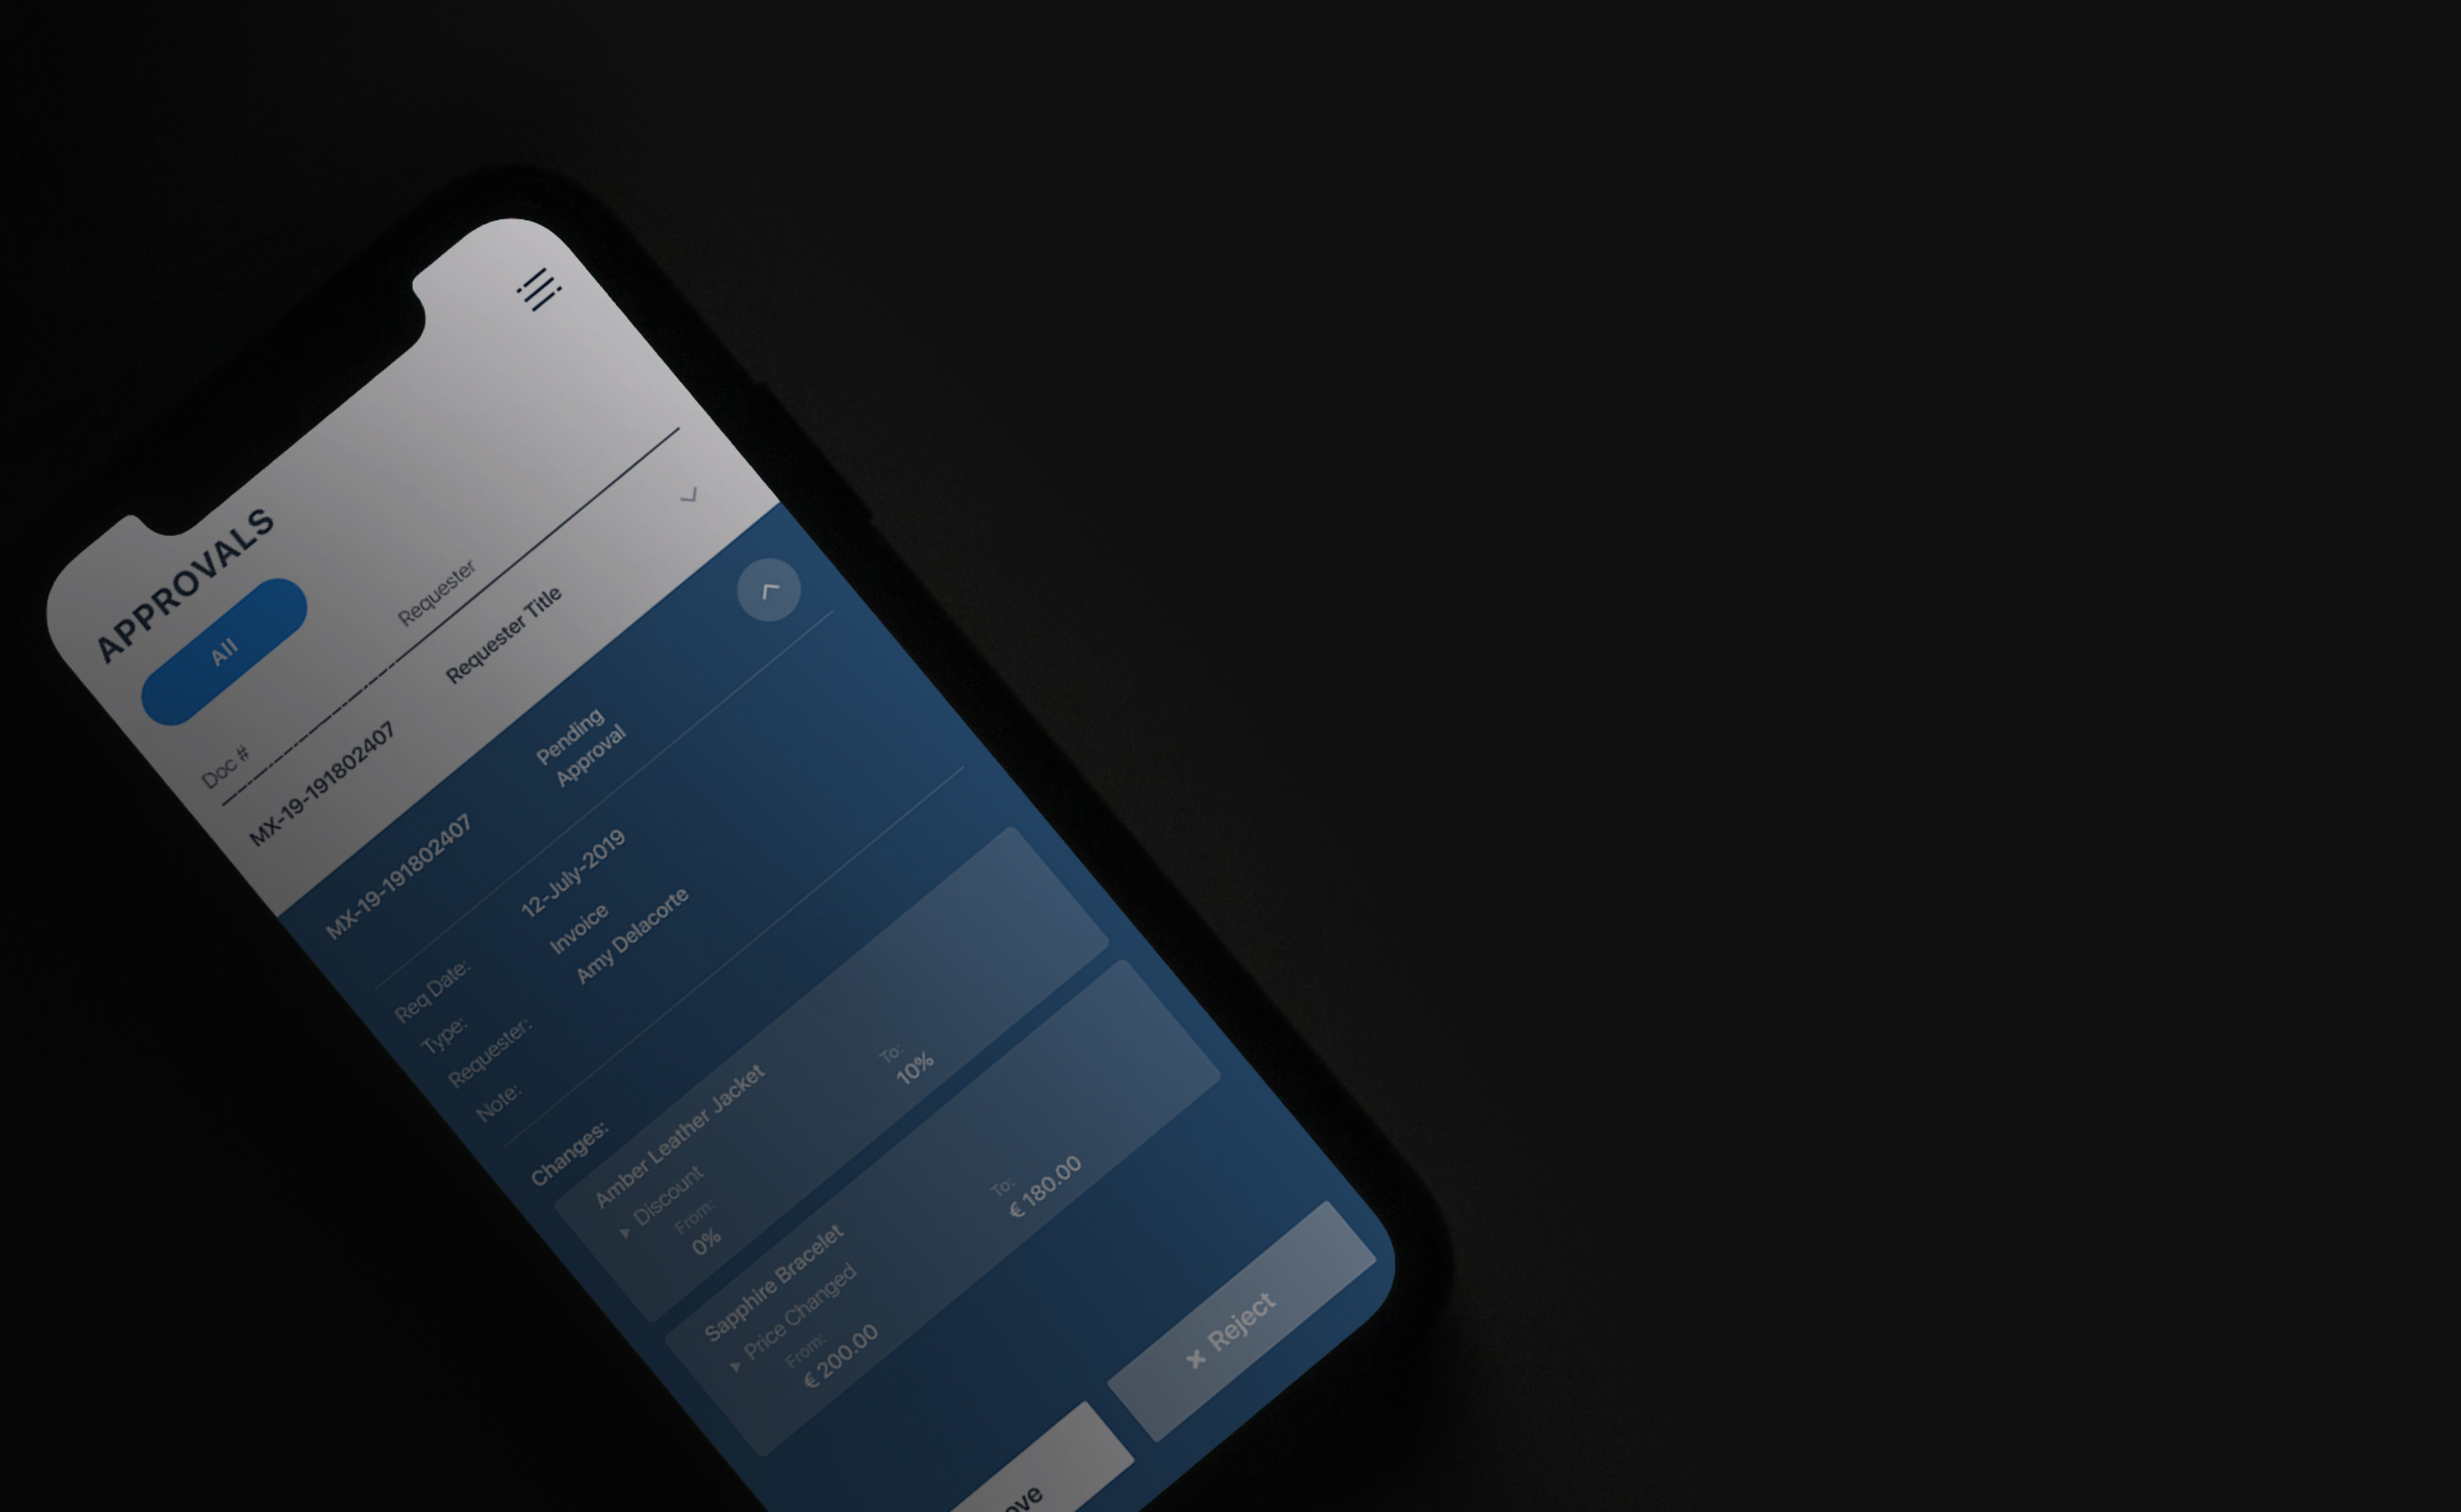 APPROVALS
All
Doc #
Requester
MX-19-191802407
Requester Title
MX-19-191802407
Pending
Approval
Req Date:
12-July-2019
Type:
Invoice
Requester:
Amy Delacorte
Note:
Changes:
Amber Leather Jacket
▸ Discount
From:
To:
0%
10%
Sapphire Bracelet
▸ Price Changed
From:
To:
€ 200.00
€ 180.00
✖ Reject